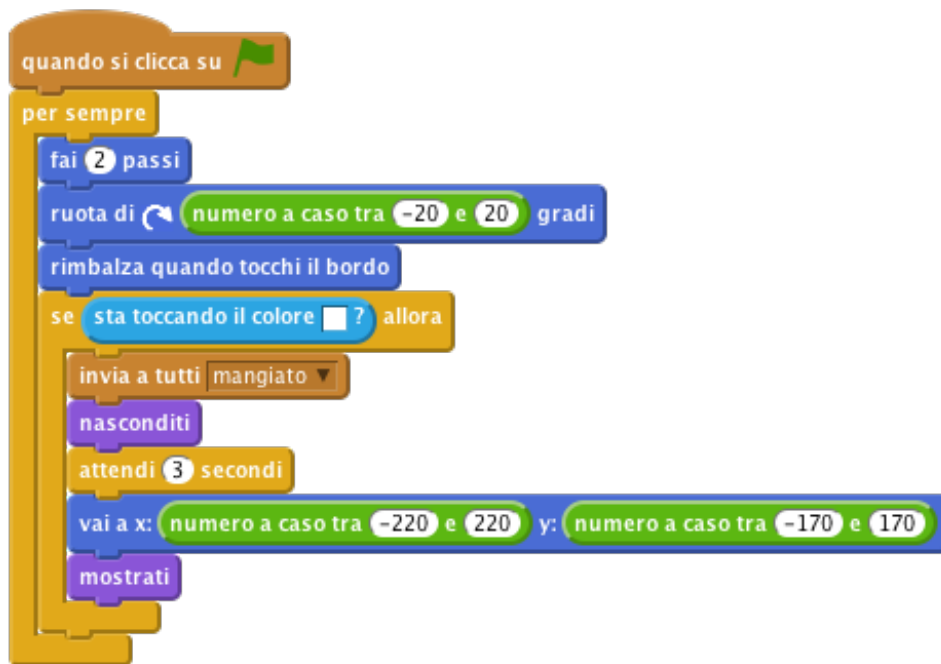 quando si clicca su
per sempre
fai 2 passi
ruota di numero a caso tra -20 e 20 gradi
rimbalza quando tocchi il bordo
se sta toccando il colore ? allora
invia a tutti mangiato
nasconditi
attendi 3 secondi
vai a x: numero a caso tra -220 e 220 y: numero a caso tra -170 e 170
mostrati